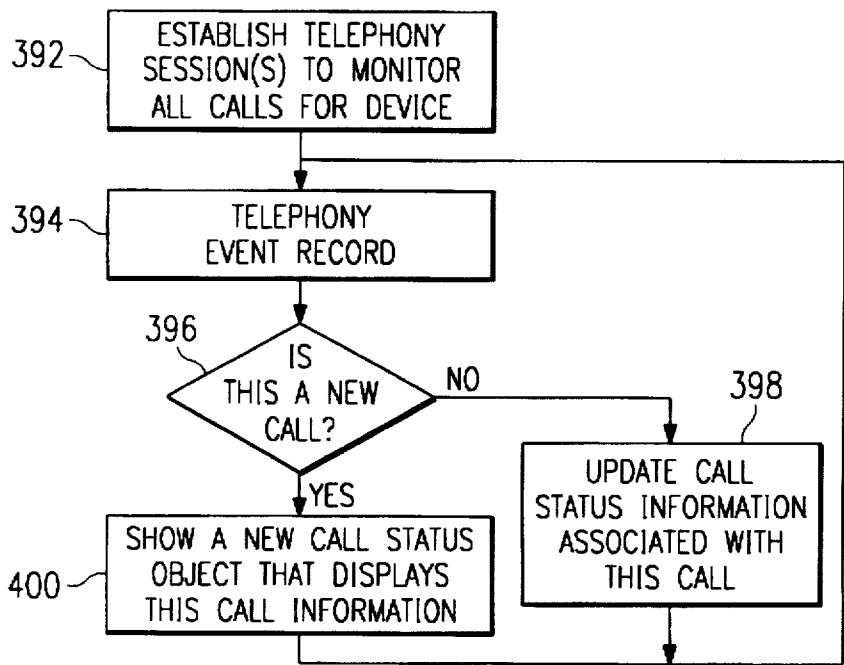 392
ESTABLISH TELEPHONY
SESSION(S) TO MONITOR
ALL CALLS FOR DEVICE
394
TELEPHONY
EVENT RECORD
396
IS
THIS A NEW
CALL?
NO
YES
398
UPDATE CALL
STATUS INFORMATION
ASSOCIATED WITH
THIS CALL
400
SHOW A NEW CALL STATUS
OBJECT THAT DISPLAYS
THIS CALL INFORMATION